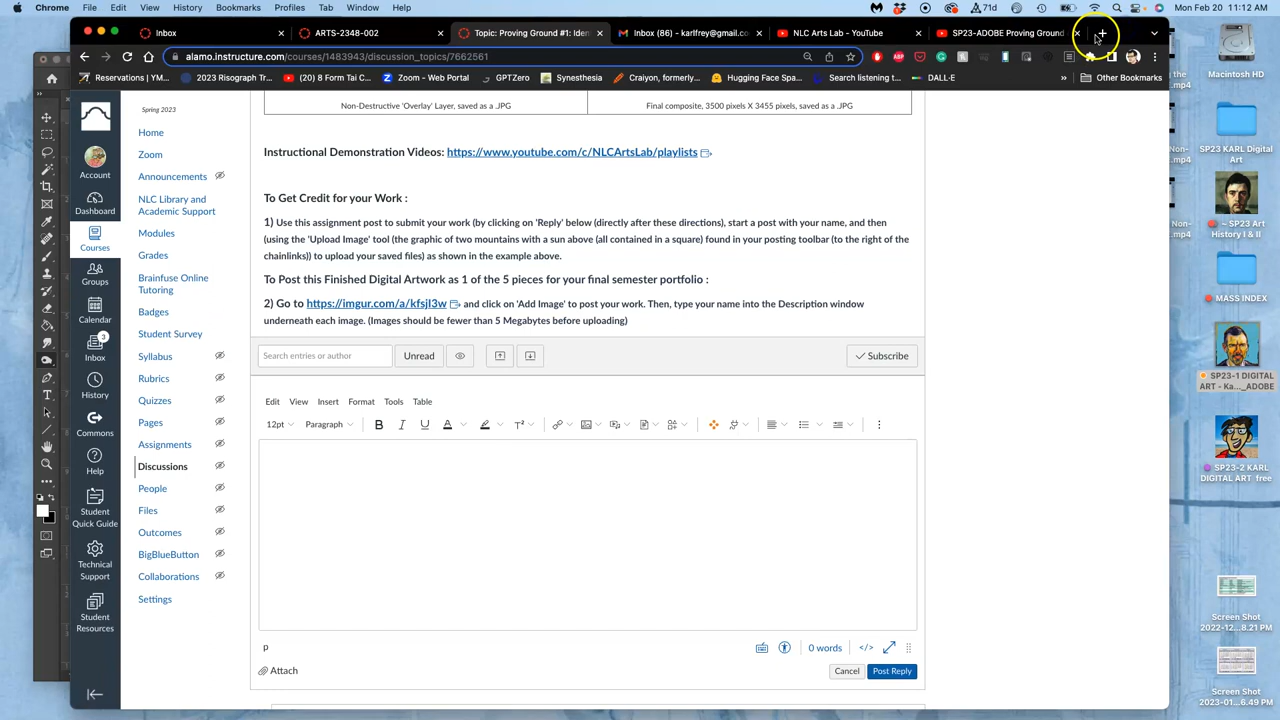 Chrome File Edit View History Bookmarks Profiles Tab Window Help
71d
Mon Feb 20 11:12 AM
Inbox
ARTS-2348-002
Topic: Proving Ground #1: Iden
Inbox (86) - karlfrey@gmail.co
NLC Arts Lab - YouTube
SP23-ADOBE Proving Ground
alamo.instructure.com/courses/1483943/discussion_topics/7662561
Reservations | YM...
2023 Risograph Tr...
(20) 8 Form Tai C...
Zoom - Web Portal
GPTZero
Synesthesia
Craiyon, formerly...
Hugging Face Spa...
Search listening t...
DALL·E
»
Other Bookmarks
Spring 2023
Account
Dashboard
Courses
Groups
Calendar
3
Inbox
History
Commons
Help
Student
Quick Guide
Technical
Support
Student
Resources
Home
Zoom
Announcements
NLC Library and
Academic Support
Modules
Grades
Brainfuse Online
Tutoring
Badges
Student Survey
Syllabus
Rubrics
Quizzes
Pages
Assignments
Discussions
People
Files
Outcomes
BigBlueButton
Collaborations
Settings
Non-Destructive 'Overlay' Layer, saved as a .JPG
Final composite, 3500 pixels X 3455 pixels, saved as a .JPG
Instructional Demonstration Videos: https://www.youtube.com/c/NLCArtsLab/playlists
To Get Credit for your Work :
1) Use this assignment post to submit your work (by clicking on 'Reply' below (directly after these directions), start a post with your name, and then
(using the 'Upload Image' tool (the graphic of two mountains with a sun above (all contained in a square) found in your posting toolbar (to the right of the
chainlinks)) to upload your saved files) as shown in the example above.
To Post this Finished Digital Artwork as 1 of the 5 pieces for your final semester portfolio :
2) Go to https://imgur.com/a/kfsjI3w and click on 'Add Image' to post your work. Then, type your name into the Description window
underneath each image. (Images should be fewer than 5 Megabytes before uploading)
Search entries or author
Unread
Subscribe
Edit View Insert Format Tools Table
12pt
Paragraph
p
0 words
</>
Attach
Cancel
Post Reply
Macintosh HD
SP23 KARL Digital
Art
~ SP23 Art
History I & II
MASS INDEX
SP23-1 DIGITAL
ART - Ka..._ADOBE
SP23-2 KARL
DIGITAL ART free
Screen Shot
2022-12...8.21 PM
Screen Shot
2023-01...6.49 PM